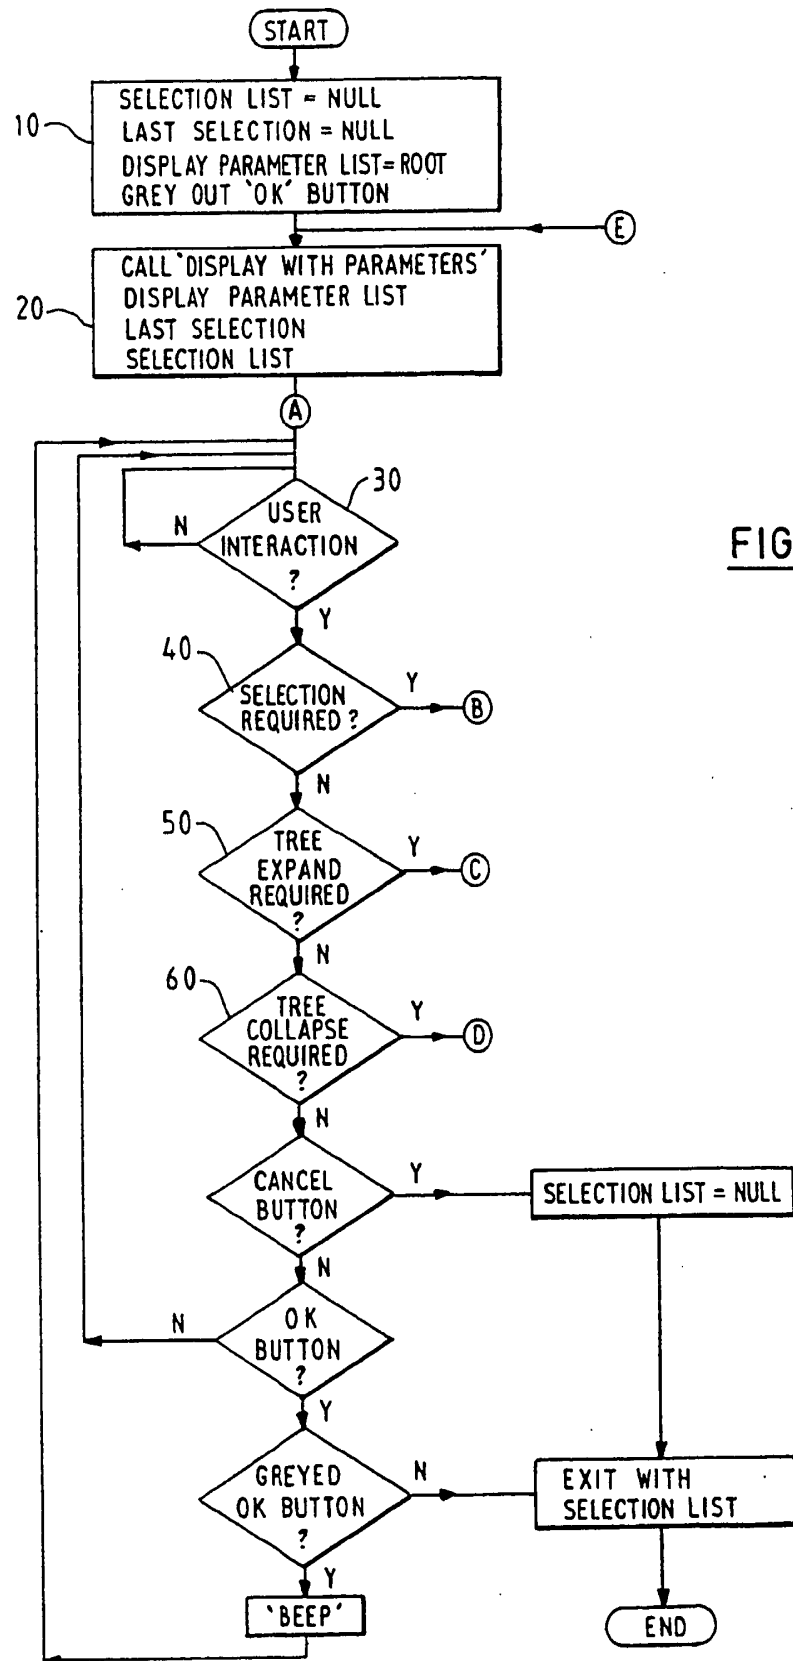 START
10
SELECTION LIST = NULL
LAST SELECTION = NULL
DISPLAY PARAMETER LIST=ROOT
GREY OUT 'OK' BUTTON
E
20
CALL 'DISPLAY WITH PARAMETERS'
DISPLAY PARAMETER LIST
LAST SELECTION
SELECTION LIST
A
30
N
USER
INTERACTION
?
FIG
Y
40
SELECTION
REQUIRED ?
Y
B
N
50
TREE
EXPAND
REQUIRED
?
Y
C
N
60
TREE
COLLAPSE
REQUIRED
?
Y
D
N
CANCEL
BUTTON
?
Y
SELECTION LIST = NULL
N
N
OK
BUTTON
?
Y
GREYED
OK BUTTON
?
N
EXIT WITH
SELECTION LIST
Y
'BEEP'
END